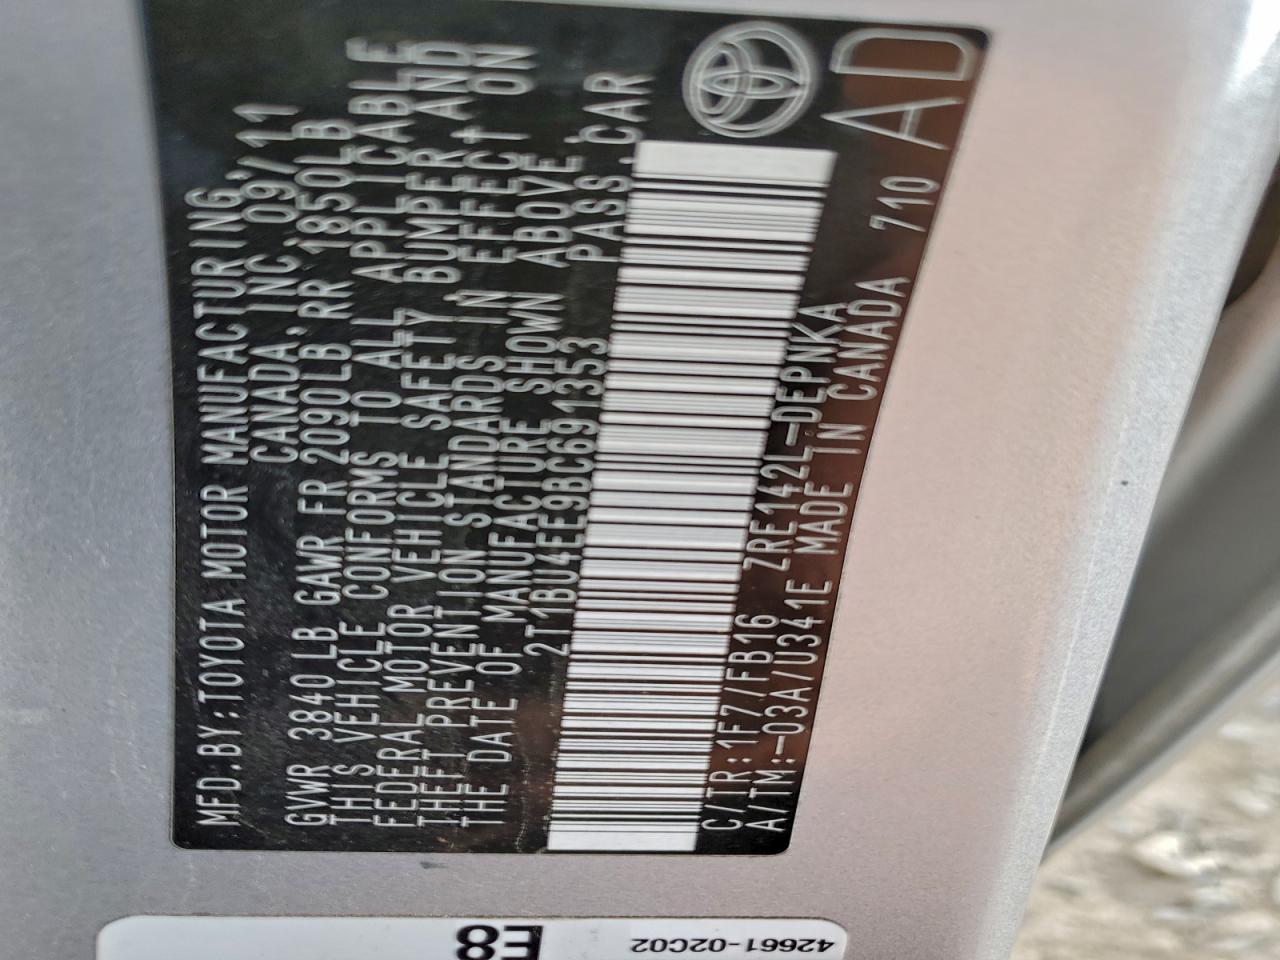 MFD.BY:TOYOTA MOTOR MANUFACTURING,
CANADA, INC. 09/11
GVWR 3840LB GAWR FR 2090LB RR 1850LB
THIS VEHICLE CONFORMS TO ALL APPLICABLE
FEDERAL MOTOR VEHICLE SAFETY BUMPER, AND
THEFT PREVENTION STANDARDS IN EFFECT ON
THE DATE OF MANUFACTURE SHOWN ABOVE.
2T1BU4EE9BC691353 PASS.CAR
C/TR:1F7/FB16 ZRE142L-DEPNKA
A/TM:-03A/U341E MADE IN CANADA 710 AD
42661-02C02
E8